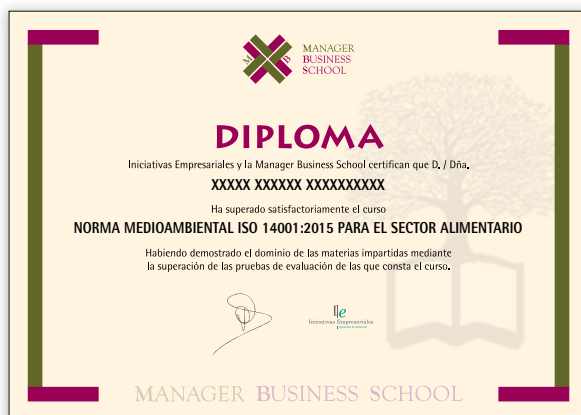 M B
MANAGER
BUSINESS
SCHOOL
DIPLOMA
Iniciativas Empresariales y la Manager Business School certifican que D. / Dña.
XXXXX XXXXXX XXXXXXXXXX
Ha superado satisfactoriamente el curso
NORMA MEDIOAMBIENTAL ISO 14001:2015 PARA EL SECTOR ALIMENTARIO
Habiendo demostrado el dominio de las materias impartidas mediante
la superación de las pruebas de evaluación de las que consta el curso.
Iniciativas Empresariales
MANAGER BUSINESS SCHOOL